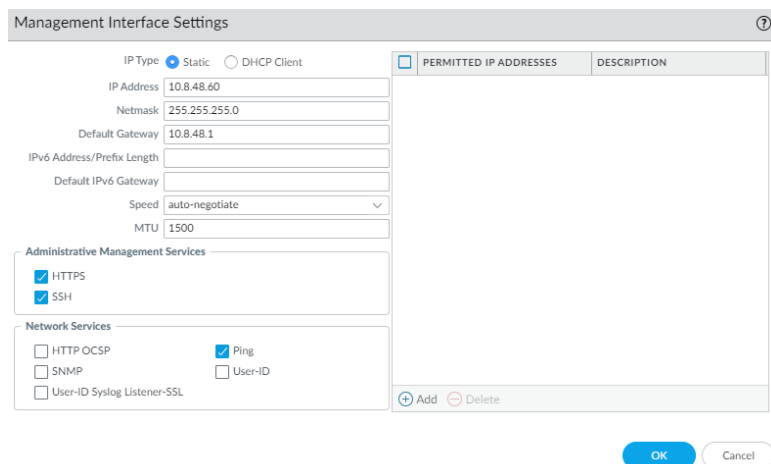 Management Interface Settings
IP Type Static DHCP Client
IP Address 10.8.48.60
Netmask 255.255.255.0
Default Gateway 10.8.48.1
IPv6 Address/Prefix Length
Default IPv6 Gateway
Speed auto-negotiate
MTU 1500
Administrative Management Services
HTTPS
SSH
Network Services
HTTP OCSP Ping
SNMP User-ID
User-ID Syslog Listener-SSL
PERMITTED IP ADDRESSES DESCRIPTION
Add Delete
OK Cancel